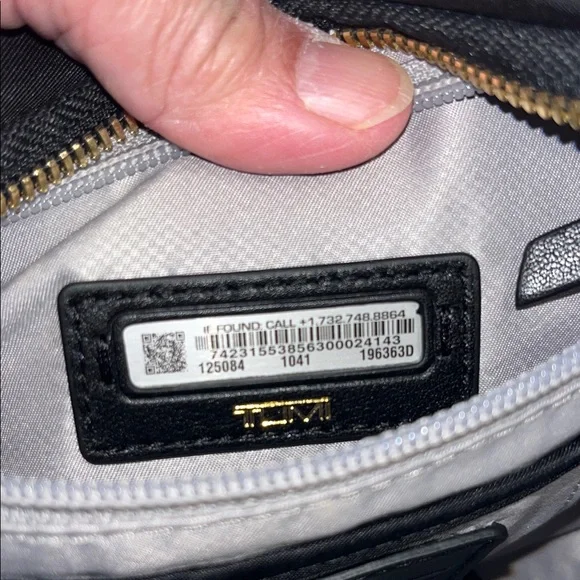 IF FOUND: CALL +1.732.748.8864
74231553856300024143
125084 1041 196363D
TUMI